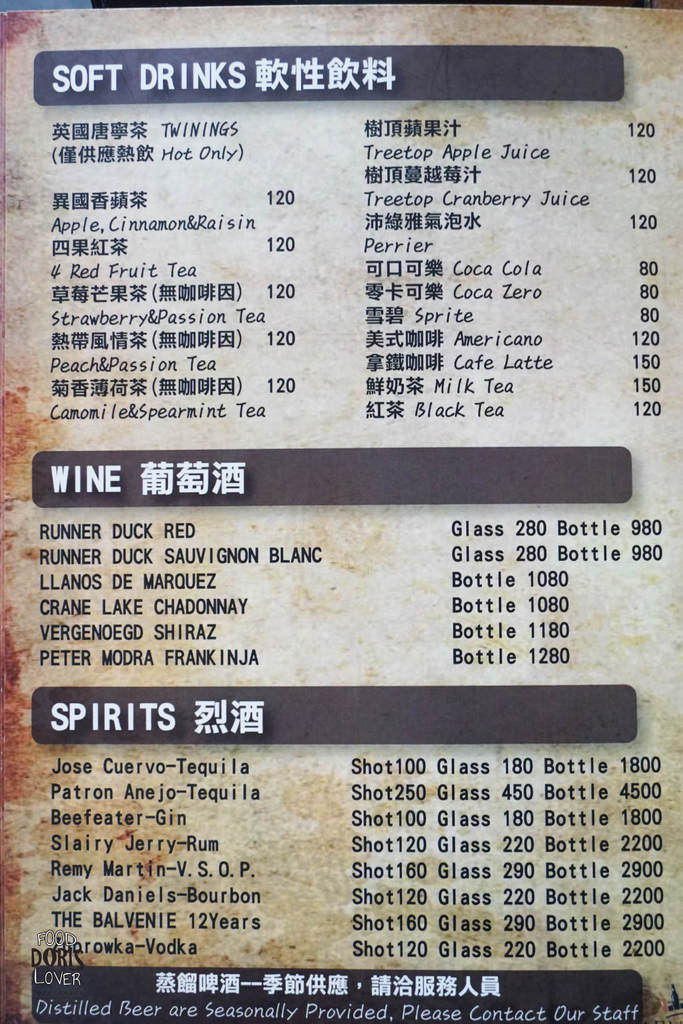 SOFT DRINKS 軟性飲料
英國唐寧茶 TWININGS
(僅供應熱飲 Hot Only)
異國香蘋茶 120
Apple,Cinnamon&Raisin
四果紅茶 120
4 Red Fruit Tea
草莓芒果茶(無咖啡因) 120
Strawberry&Passion Tea
熱帶風情茶(無咖啡因) 120
Peach&Passion Tea
菊香薄荷茶(無咖啡因) 120
Camomile&Spearmint Tea
樹頂蘋果汁 120
Treetop Apple Juice
樹頂蔓越莓汁 120
Treetop Cranberry Juice
沛綠雅氣泡水 120
Perrier
可口可樂 Coca Cola 80
零卡可樂 Coca Zero 80
雪碧 Sprite 80
美式咖啡 Americano 120
拿鐵咖啡 Cafe Latte 150
鮮奶茶 Milk Tea 150
紅茶 Black Tea 120
WINE 葡萄酒
RUNNER DUCK RED Glass 280 Bottle 980
RUNNER DUCK SAUVIGNON BLANC Glass 280 Bottle 980
LLANOS DE MARQUEZ Bottle 1080
CRANE LAKE CHADONNAY Bottle 1080
VERGENOEGD SHIRAZ Bottle 1180
PETER MODRA FRANKINJA Bottle 1280
SPIRITS 烈酒
Jose Cuervo-Tequila Shot100 Glass 180 Bottle 1800
Patron Anejo-Tequila Shot250 Glass 450 Bottle 4500
Beefeater-Gin Shot100 Glass 180 Bottle 1800
Slairy Jerry-Rum Shot120 Glass 220 Bottle 2200
Remy Martin-V.S.O.P. Shot160 Glass 290 Bottle 2900
Jack Daniels-Bourbon Shot120 Glass 220 Bottle 2200
THE BALVENIE 12Years Shot160 Glass 290 Bottle 2900
Shot120 Glass 220 Bottle 2200
FOOD
DORIS
LOVER
蒸餾啤酒--季節供應，請洽服務人員
Distilled Beer are Seasonally Provided, Please Contact Our Staff